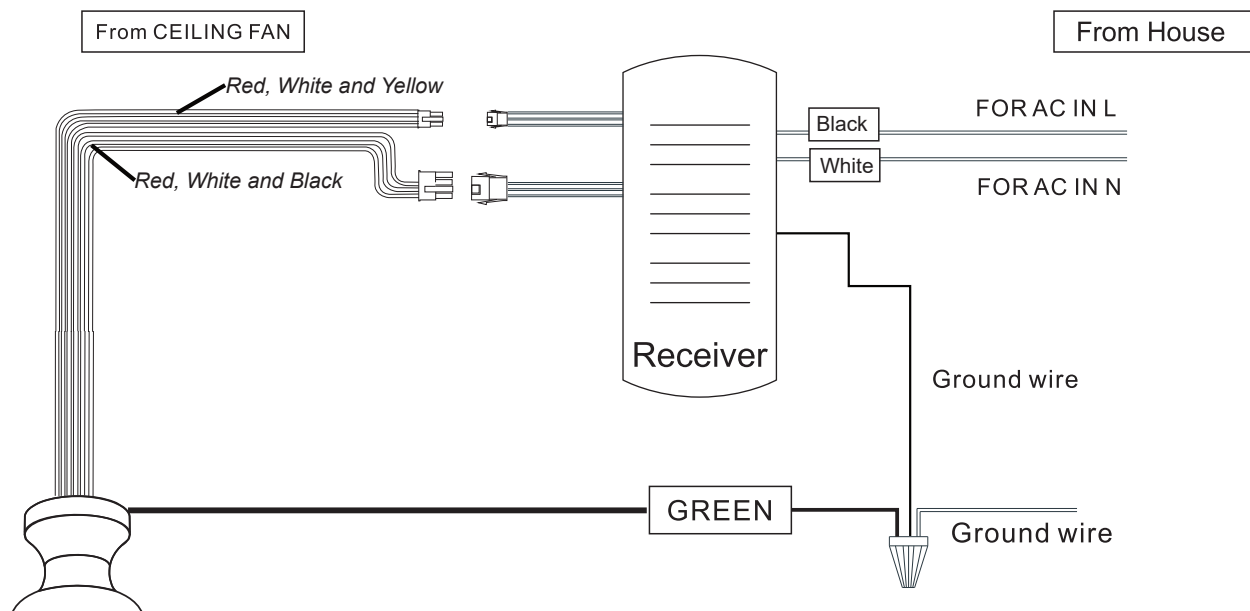 From CEILING FAN
From House
Red, White and Yellow
Red, White and Black
Black
FOR AC IN L
White
FOR AC IN N
Receiver
Ground wire
GREEN
Ground wire